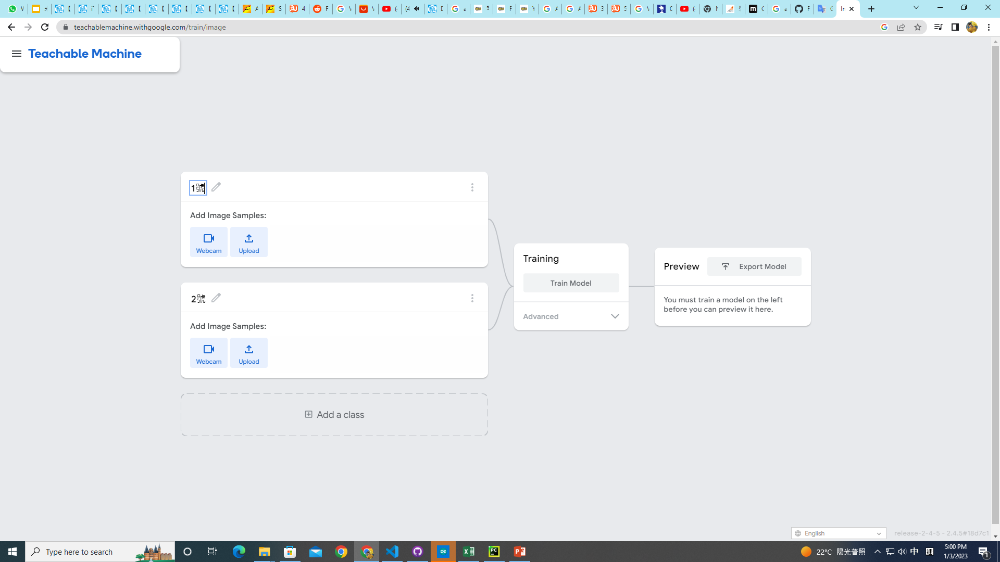 teachablemachine.withgoogle.com/train/image
Teachable Machine
1號
Add Image Samples:
Webcam
Upload
2號
Add Image Samples:
Webcam
Upload
Add a class
Training
Train Model
Advanced
Preview
Export Model
You must train a model on the left
before you can preview it here.
English
release-2-4-5 - 2.4.5#18d7c1
Type here to search
22°C 陽光普照
中
速
5:00 PM
1/3/2023
1